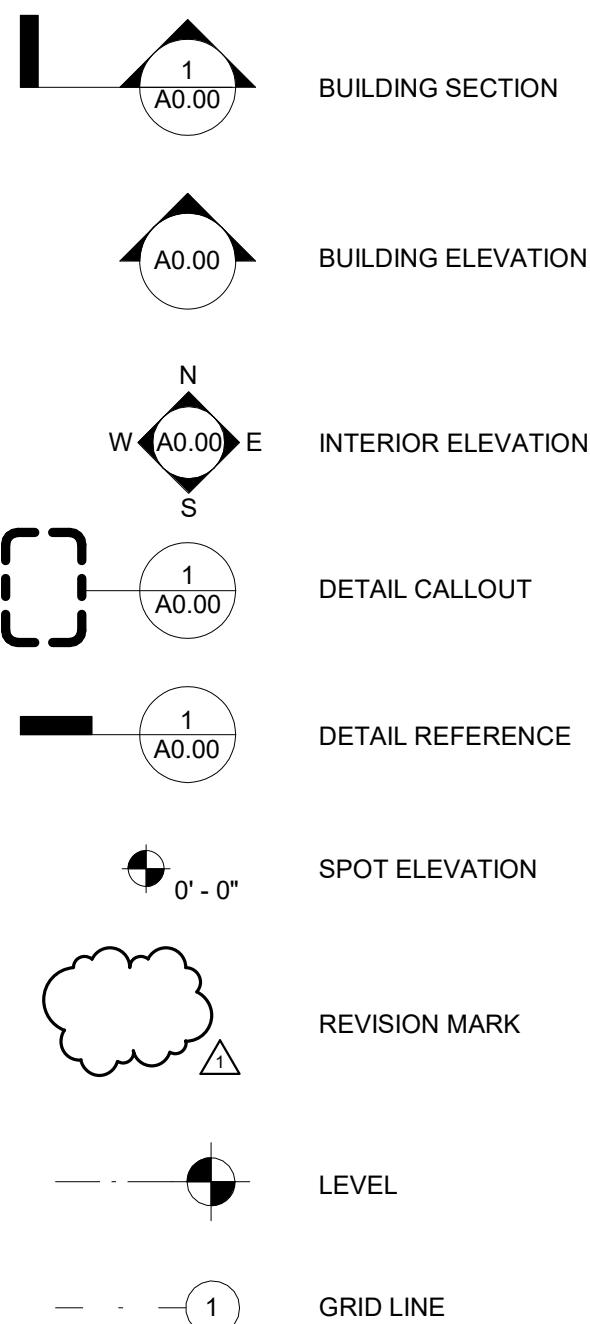 1
A0.00
BUILDING SECTION
A0.00
BUILDING ELEVATION
N
W A0.00 E
INTERIOR ELEVATION
S
1
A0.00
DETAIL CALLOUT
1
A0.00
DETAIL REFERENCE
0' - 0"
SPOT ELEVATION
REVISION MARK
1
LEVEL
1
GRID LINE